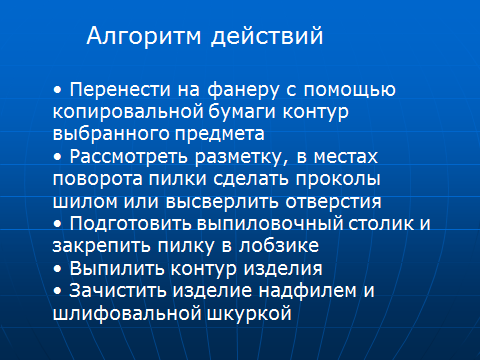 Алгоритм действий
• Перенести на фанеру с помощью
копировальной бумаги контур
выбранного предмета
• Рассмотреть разметку, в местах
поворота пилки сделать проколы
шилом или высверлить отверстия
• Подготовить выпиловочный столик и
закрепить пилку в лобзике
• Выпилить контур изделия
• Зачистить изделие надфилем и
шлифовальной шкуркой